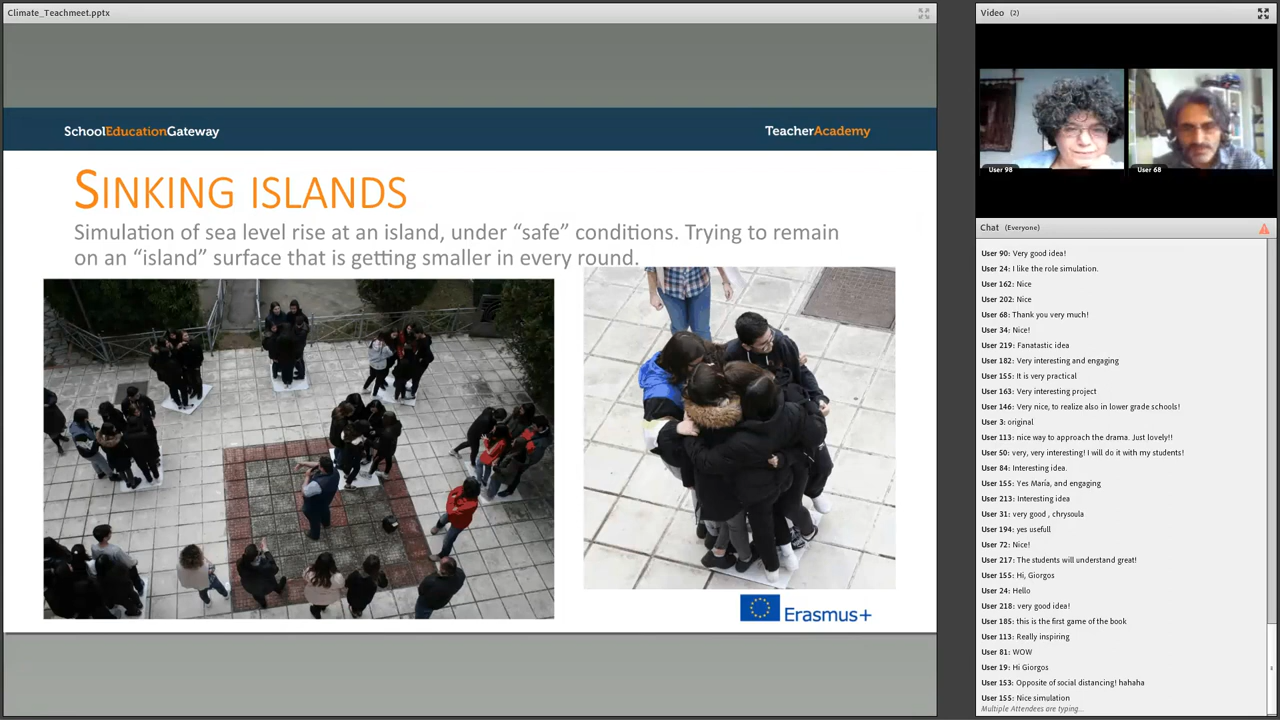 Climate_Teachmeet.pptx
SchoolEducationGateway
TeacherAcademy
SINKING ISLANDS
Simulation of sea level rise at an island, under “safe” conditions. Trying to remain
on an “island” surface that is getting smaller in every round.
Erasmus+
Video (2)
User 98
User 68
Chat (Everyone)
User 90: Very good idea!
User 24: I like the role simulation.
User 162: Nice
User 202: Nice
User 68: Thank you very much!
User 34: Nice!
User 219: Fanatastic idea
User 182: Very interesting and engaging
User 155: It is very practical
User 163: Very interesting project
User 146: Very nice, to realize also in lower grade schools!
User 3: original
User 113: nice way to approach the drama. Just lovely!!
User 50: very, very interesting! I will do it with my students!
User 84: Interesting idea.
User 155: Yes María, and engaging
User 213: Interesting idea
User 31: very good , chrysoula
User 194: yes usefull
User 72: Nice!
User 217: The students will understand great!
User 155: Hi, Giorgos
User 24: Hello
User 218: very good idea!
User 185: this is the first game of the book
User 113: Really inspiring
User 81: WOW
User 19: Hi Giorgos
User 153: Opposite of social distancing! hahaha
User 155: Nice simulation
Multiple Attendees are typing...